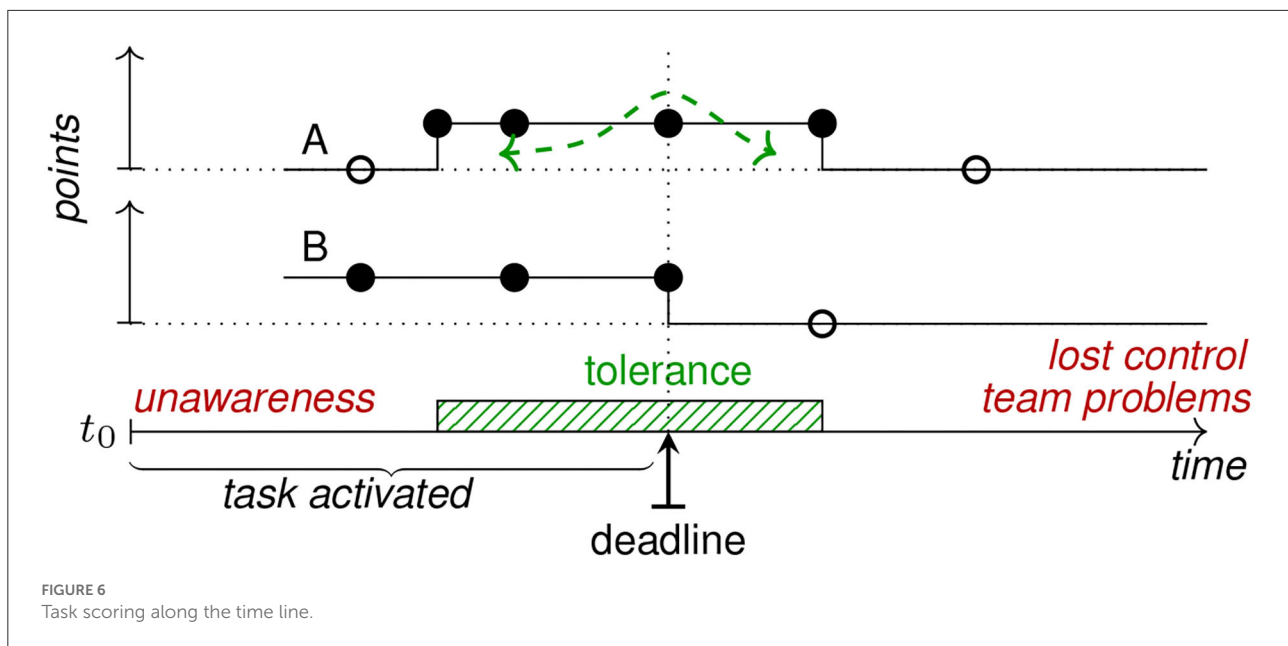 points
A
B
tolerance
lost control
team problems
unawareness
t0
time
task activated
deadline
FIGURE 6
Task scoring along the time line.